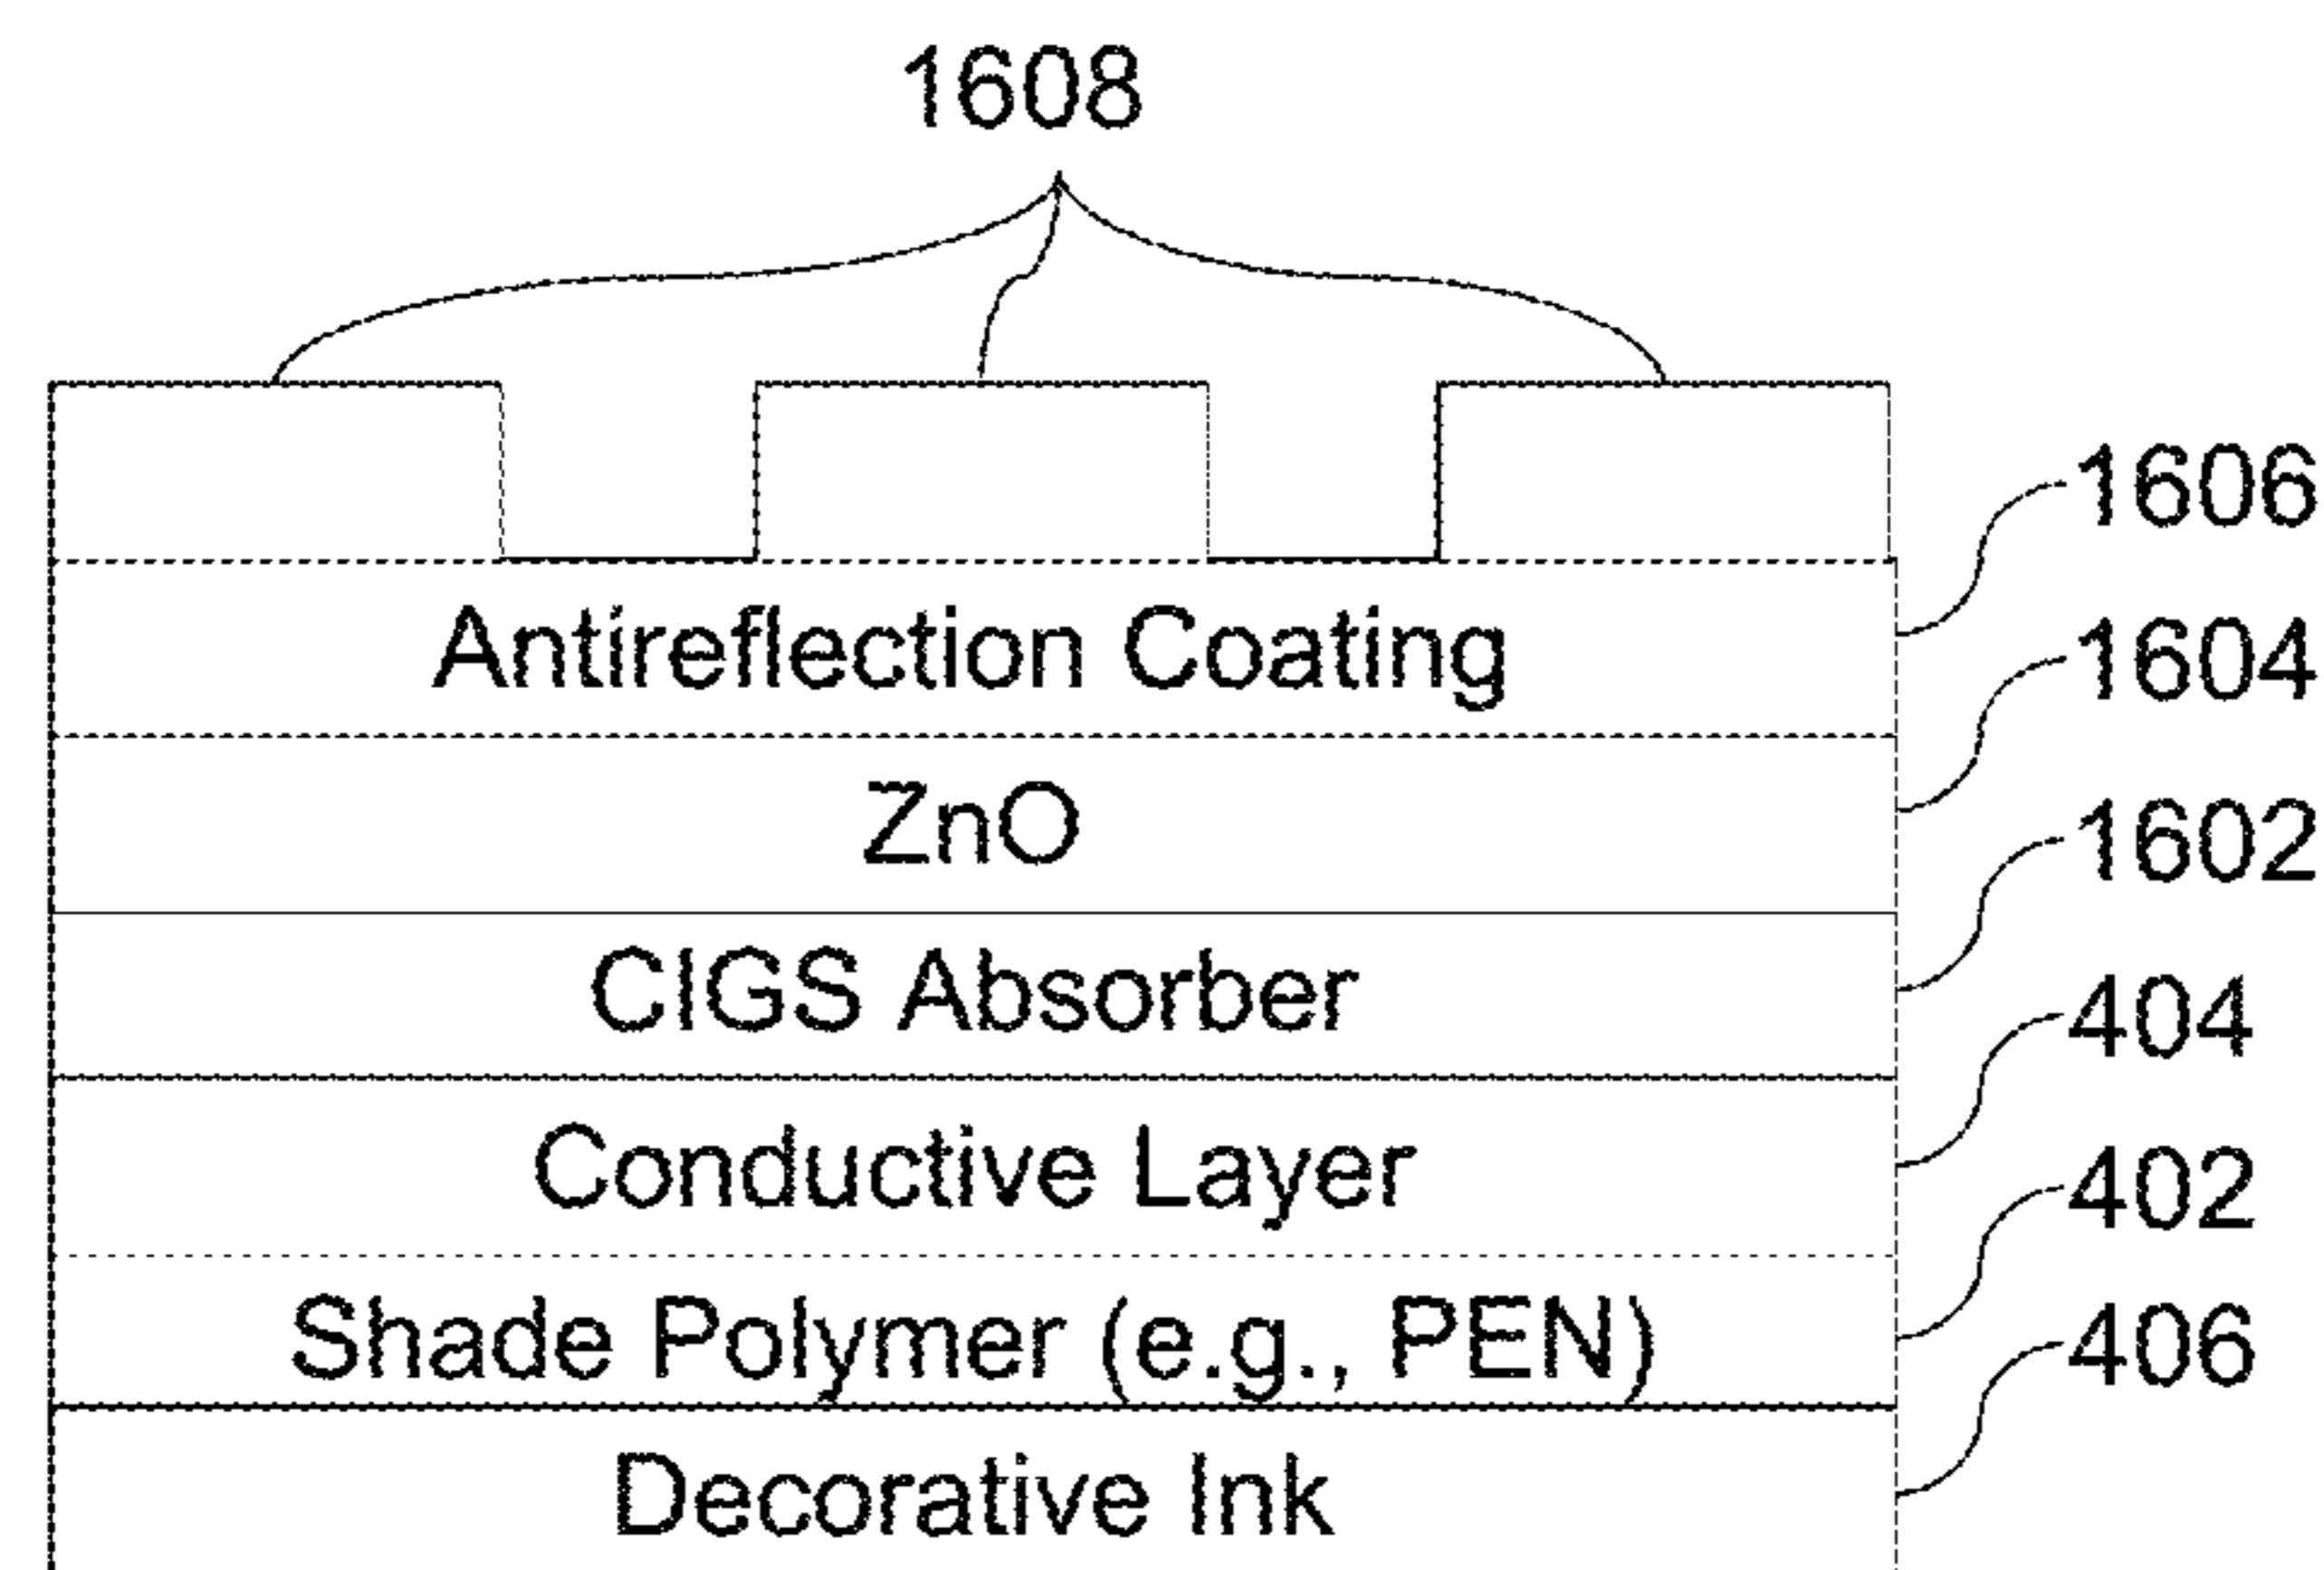 1608
1606
Antireflection Coating
1604
ZnO
1602
CIGS Absorber
404
Conductive Layer
402
Shade Polymer (e.g., PEN)
406
Decorative Ink